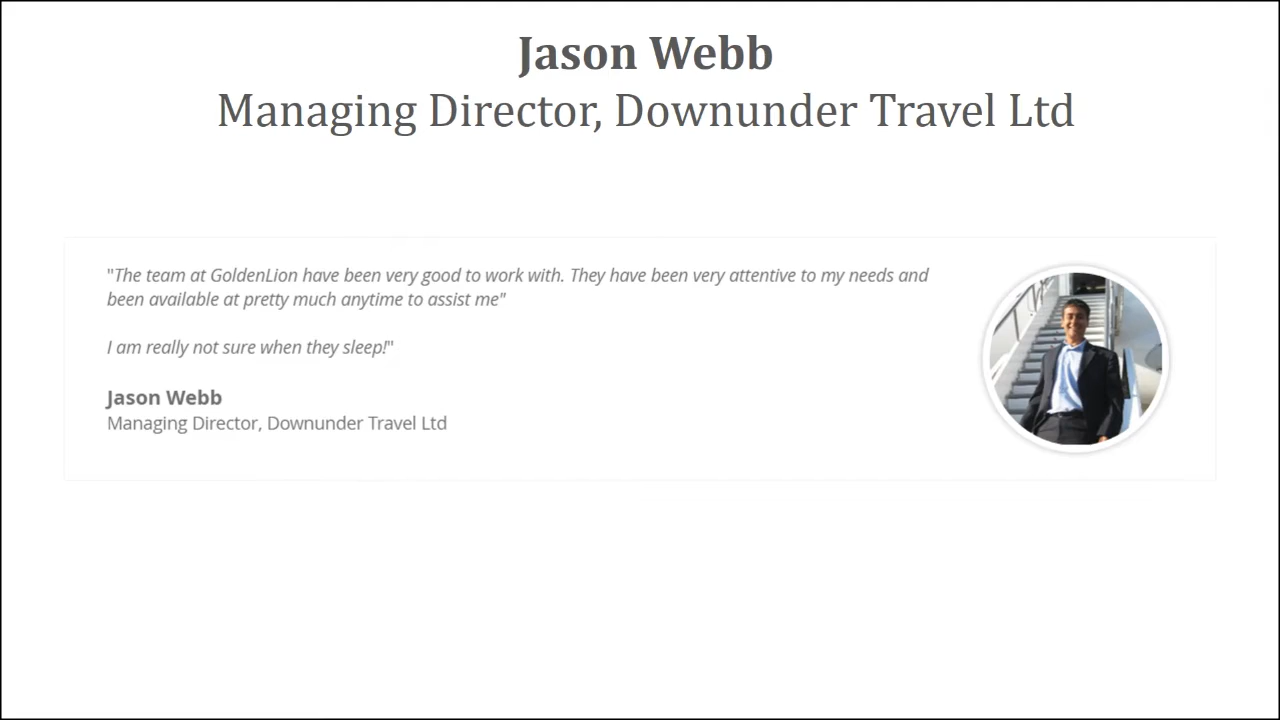 Jason Webb
Managing Director, Downunder Travel Ltd
"The team at GoldenLion have been very good to work with. They have been very attentive to my needs and
been available at pretty much anytime to assist me"
I am really not sure when they sleep!"
Jason Webb
Managing Director, Downunder Travel Ltd